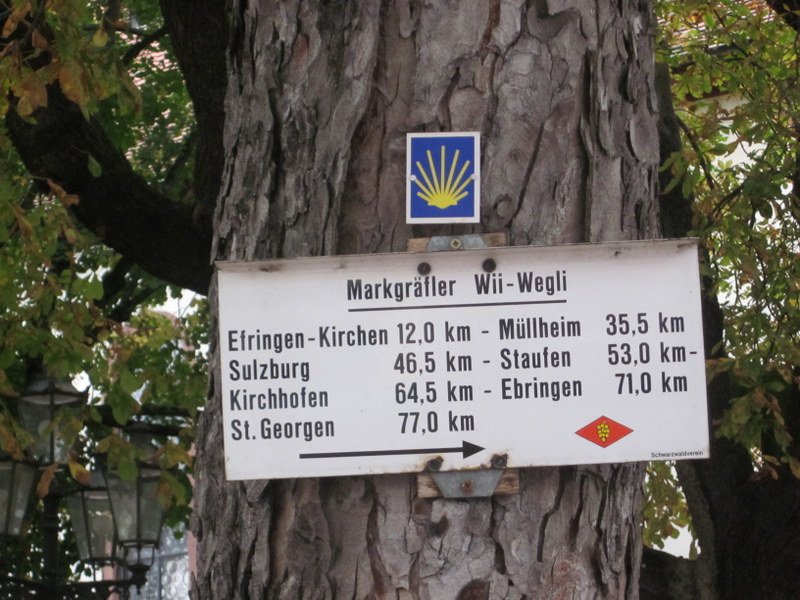 Markgräfler Wii-Wegli
Efringen-Kirchen 12,0 km - Müllheim 35,5 km
Sulzburg 46,5 km - Staufen 53,0 km-
Kirchhofen 64,5 km - Ebringen 71,0 km
St. Georgen 77,0 km
Schwarzwaldverein